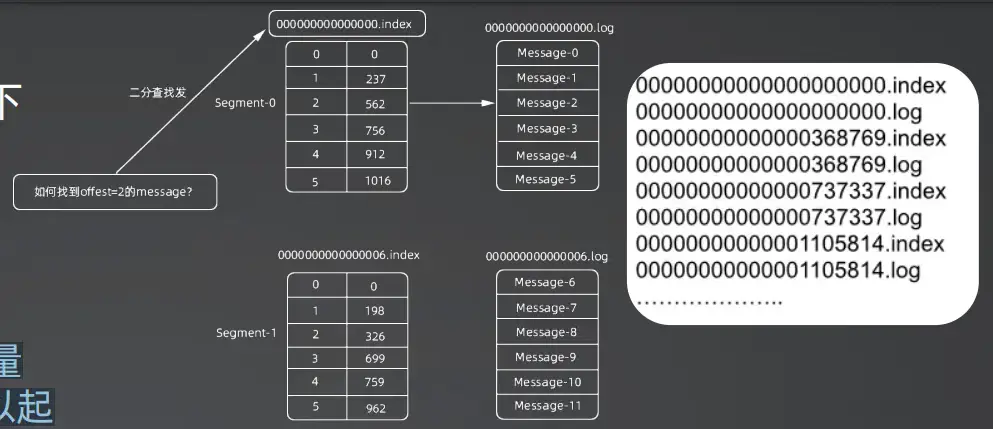 000000000000000.index
0000000000000000.log
0 0
1 237
2 562
3 756
4 912
5 1016
Segment-0
Message-0
Message-1
Message-2
Message-3
Message-4
Message-5
下
二分查找发
如何找到offest=2的message?
00000000000000000000.index
00000000000000000000.log
00000000000000368769.index
00000000000000368769.log
00000000000000737337.index
00000000000000737337.log
00000000000001105814.index
00000000000001105814.log
....................
0000000000000006.index
0000000000000006.log
0 0
1 198
2 326
3 699
4 759
5 962
Segment-1
Message-6
Message-7
Message-8
Message-9
Message-10
Message-11
量
以起